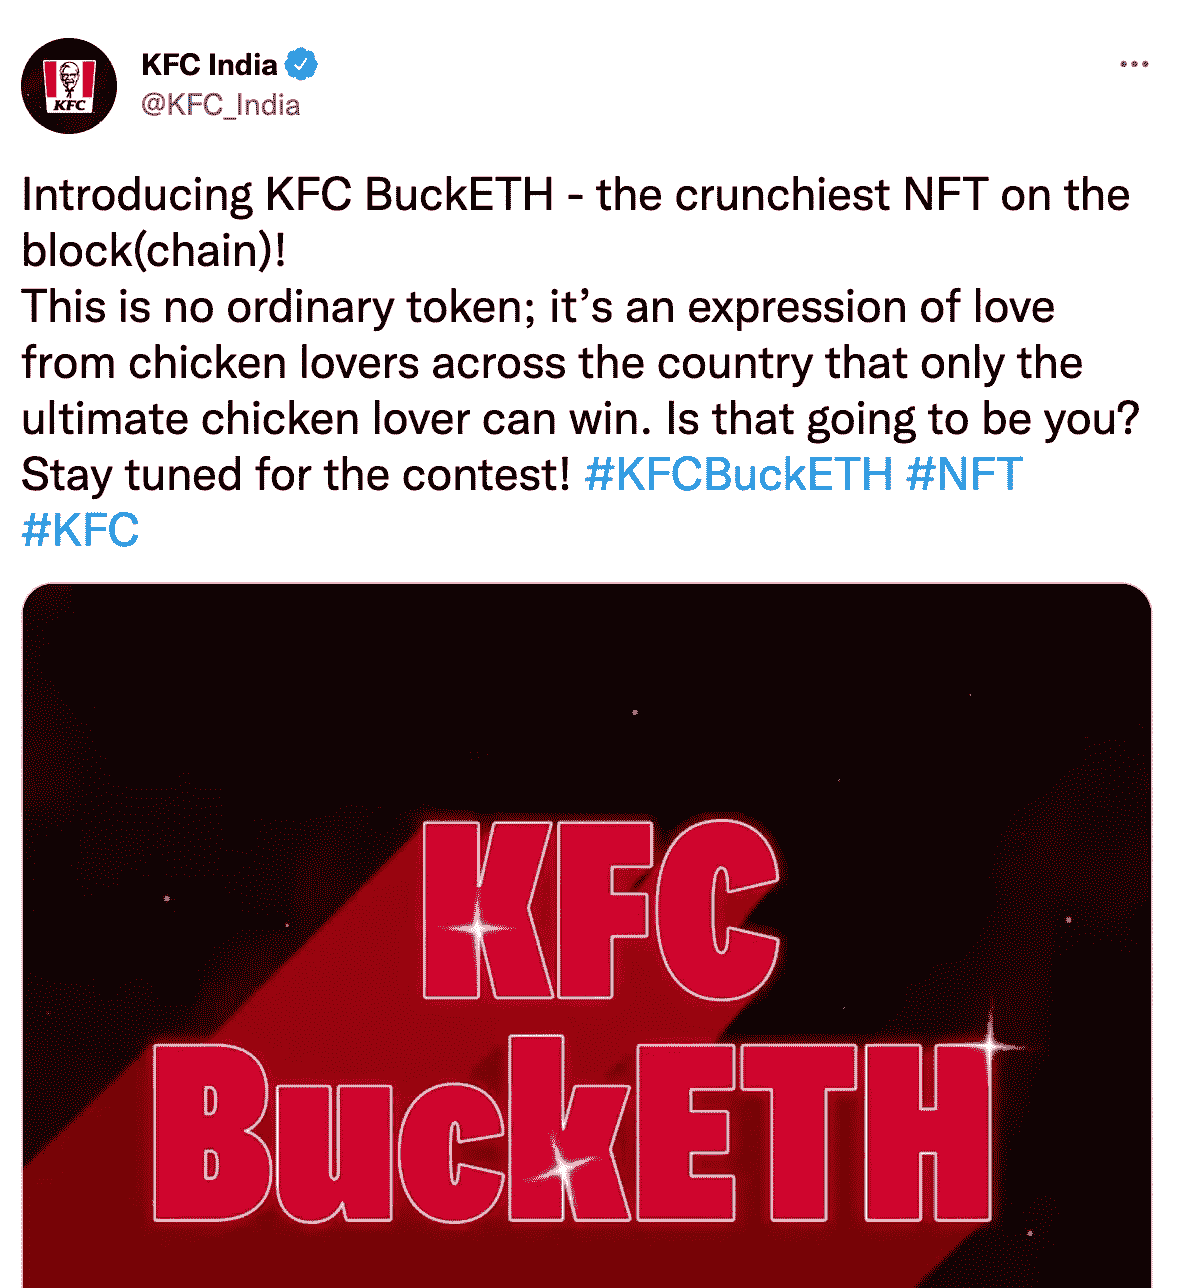 KFC India
KFC
@KFC_India
Introducing KFC BuckETH - the crunchiest NFT on the
block(chain)!
This is no ordinary token; it’s an expression of love
from chicken lovers across the country that only the
ultimate chicken lover can win. Is that going to be you?
Stay tuned for the contest! #KFCBuckETH #NFT
#KFC
KFC
BuckETH